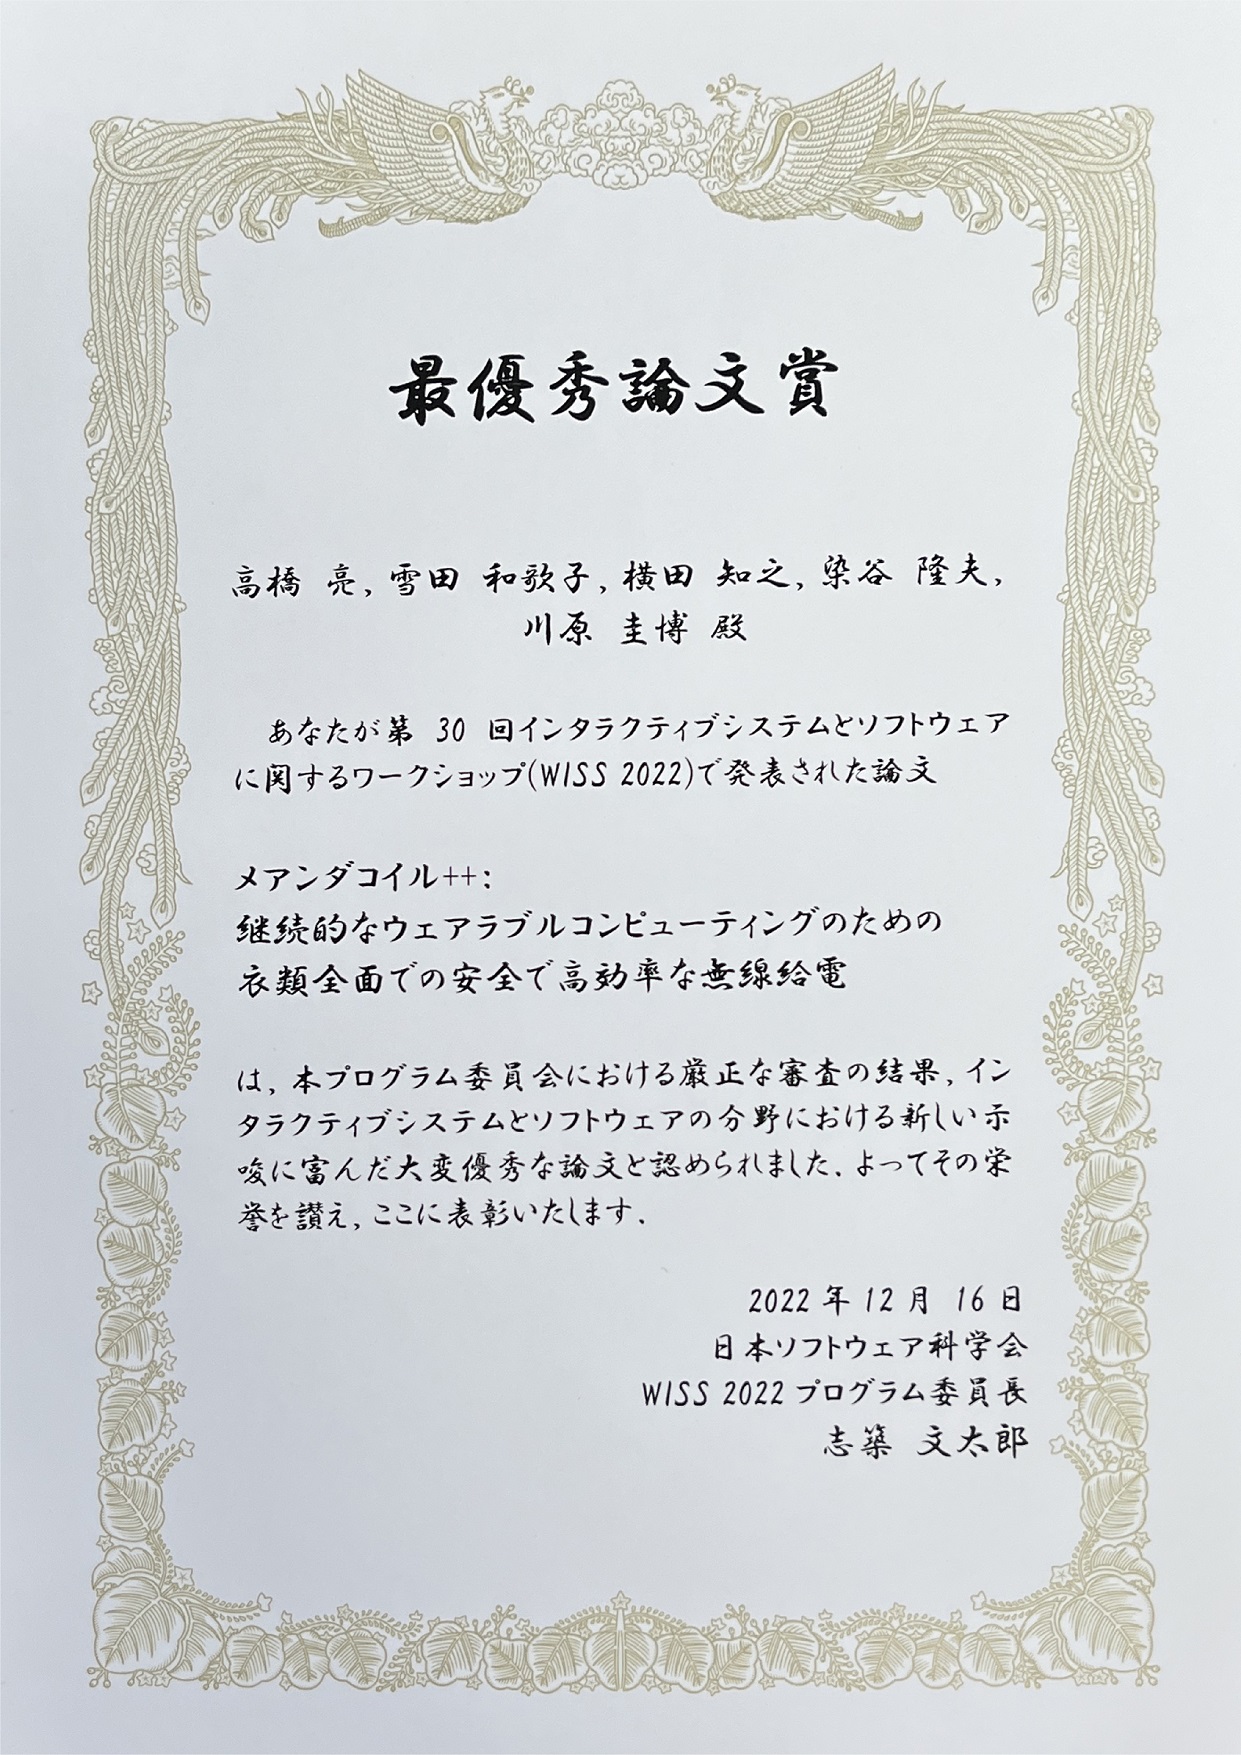 最優秀論文賞
高橋 亮, 雪田 和歌子, 横田 知之, 染谷 隆夫,
川原 圭博 殿
あなたが第 30 回インタラクティブシステムとソフトウェア
に関するワークショップ(WISS 2022)で発表された論文
メアンダコイル++:
継続的なウェアラブルコンピューティングのための
衣類全面での安全で高効率な無線給電
は, 本プログラム委員会における厳正な審査の結果, イン
タラクティブシステムとソフトウェアの分野における新しい示
唆に富んだ大変優秀な論文と認められました. よってその栄
誉を讃え, ここに表彰いたします.
2022 年 12 月 16 日
日本ソフトウェア科学会
WISS 2022 プログラム委員長
志築 文太郎